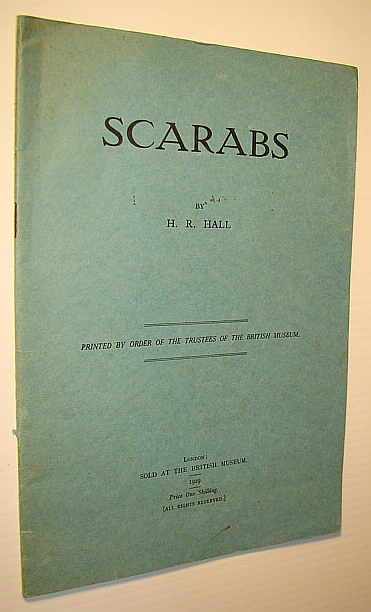 SCARABS
BY
H. R. HALL
PRINTED BY ORDER OF THE TRUSTEES OF THE BRITISH MUSEUM.
LONDON:
SOLD AT THE BRITISH MUSEUM.
1929.
Price One Shilling.
[ALL RIGHTS RESERVED.]